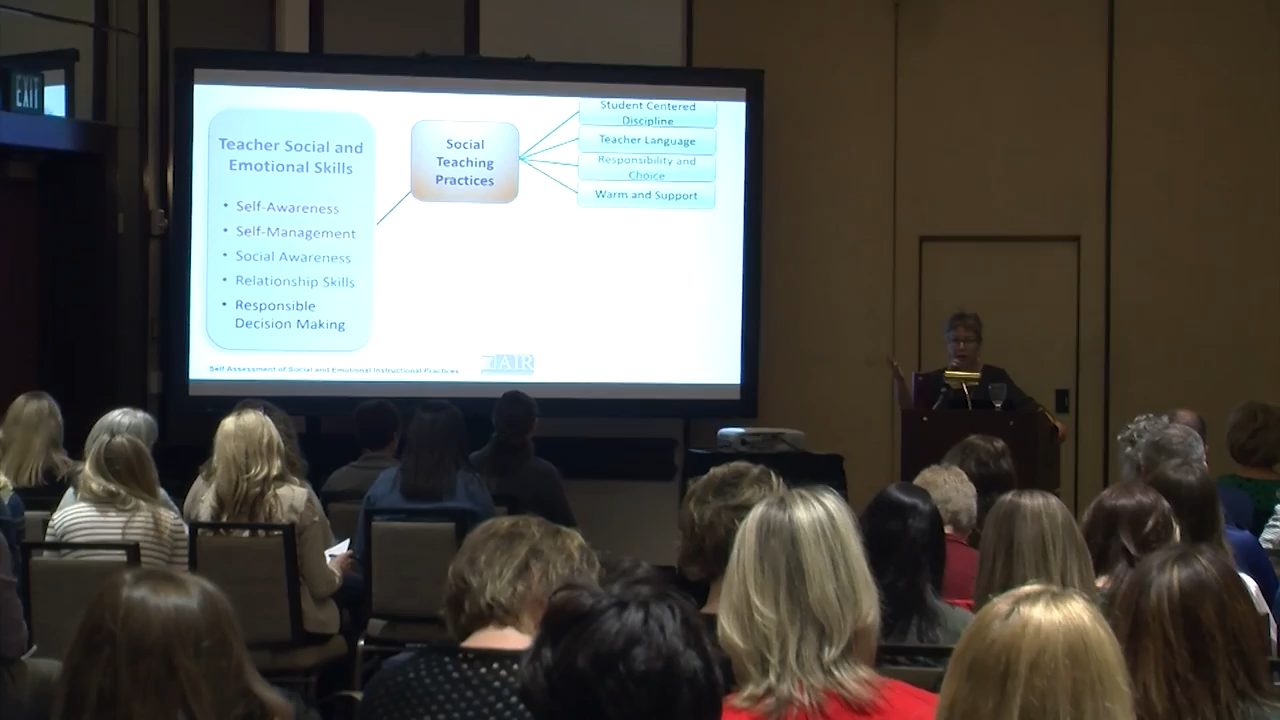 EXIT
Teacher Social and
Emotional Skills
• Self-Awareness
• Self-Management
• Social Awareness
• Relationship Skills
• Responsible
Decision Making
Social
Teaching
Practices
Student Centered
Discipline
Teacher Language
Responsibility and
Choice
Warm and Support
Self-Assessment of Social and Emotional Instructional Practices
AIR